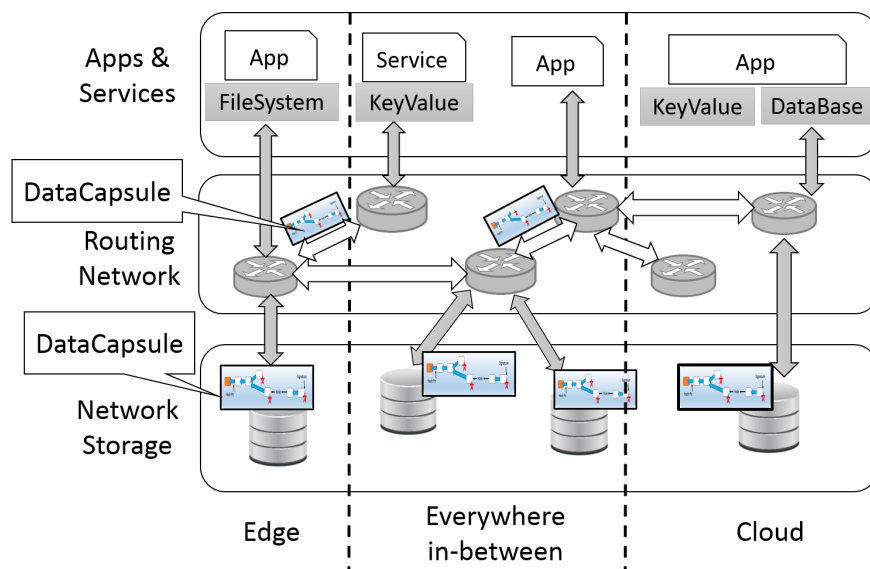 Apps &
Services
App
FileSystem
Service
KeyValue
App
App
KeyValue
DataBase
DataCapsule
Routing
Network
DataCapsule
Network
Storage
Edge
Everywhere
in-between
Cloud